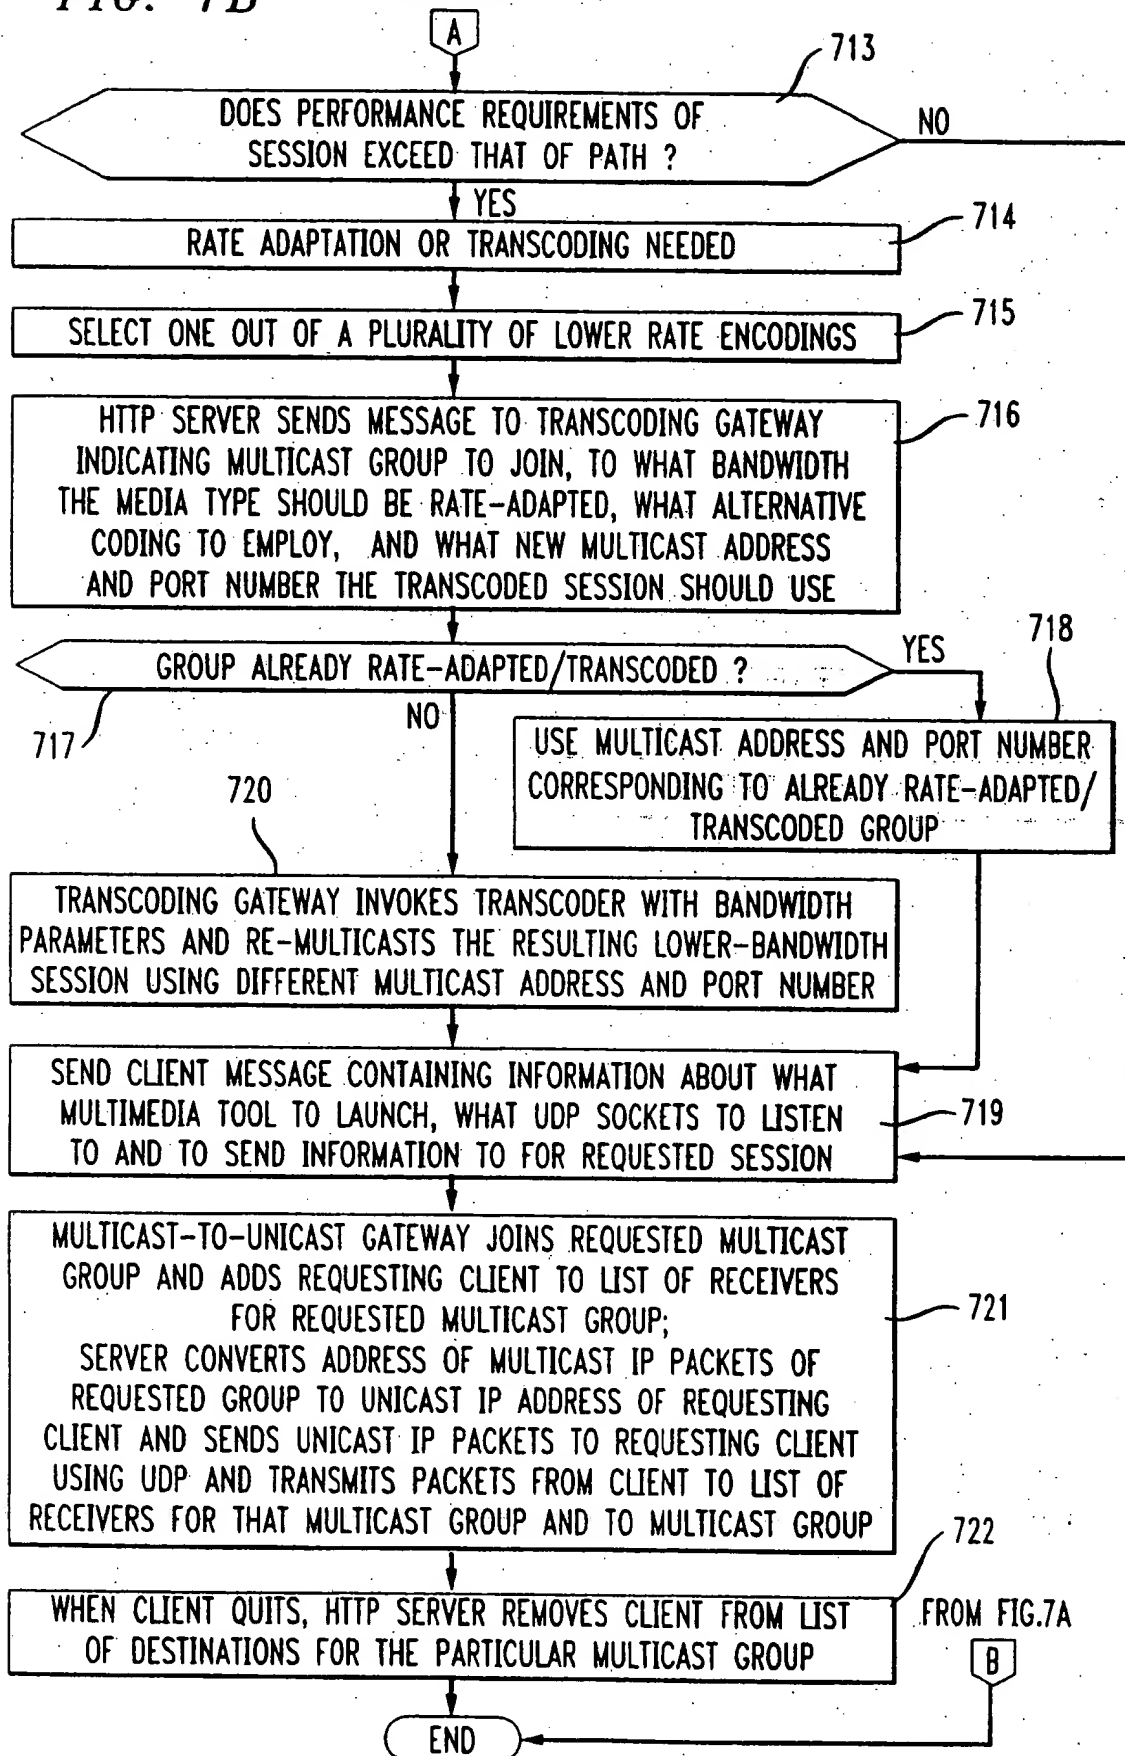 FIG. 7B
A
713
DOES PERFORMANCE REQUIREMENTS OF
SESSION EXCEED THAT OF PATH ?
NO
YES
714
RATE ADAPTATION OR TRANSCODING NEEDED
715
SELECT ONE OUT OF A PLURALITY OF LOWER RATE ENCODINGS
716
HTTP SERVER SENDS MESSAGE TO TRANSCODING GATEWAY
INDICATING MULTICAST GROUP TO JOIN, TO WHAT BANDWIDTH
THE MEDIA TYPE SHOULD BE RATE-ADAPTED, WHAT ALTERNATIVE
CODING TO EMPLOY, AND WHAT NEW MULTICAST ADDRESS
AND PORT NUMBER THE TRANSCODED SESSION SHOULD USE
GROUP ALREADY RATE-ADAPTED/TRANSCODED ?
YES
718
717
NO
USE MULTICAST ADDRESS AND PORT NUMBER
CORRESPONDING TO ALREADY RATE-ADAPTED/
TRANSCODED GROUP
720
TRANSCODING GATEWAY INVOKES TRANSCODER WITH BANDWIDTH
PARAMETERS AND RE-MULTICASTS THE RESULTING LOWER-BANDWIDTH
SESSION USING DIFFERENT MULTICAST ADDRESS AND PORT NUMBER
SEND CLIENT MESSAGE CONTAINING INFORMATION ABOUT WHAT
MULTIMEDIA TOOL TO LAUNCH, WHAT UDP SOCKETS TO LISTEN
TO AND TO SEND INFORMATION TO FOR REQUESTED SESSION
719
MULTICAST-TO-UNICAST GATEWAY JOINS REQUESTED MULTICAST
GROUP AND ADDS REQUESTING CLIENT TO LIST OF RECEIVERS
FOR REQUESTED MULTICAST GROUP;
SERVER CONVERTS ADDRESS OF MULTICAST IP PACKETS OF
REQUESTED GROUP TO UNICAST IP ADDRESS OF REQUESTING
CLIENT AND SENDS UNICAST IP PACKETS TO REQUESTING CLIENT
USING UDP AND TRANSMITS PACKETS FROM CLIENT TO LIST OF
RECEIVERS FOR THAT MULTICAST GROUP AND TO MULTICAST GROUP
721
722
WHEN CLIENT QUITS, HTTP SERVER REMOVES CLIENT FROM LIST
OF DESTINATIONS FOR THE PARTICULAR MULTICAST GROUP
FROM FIG.7A
B
END